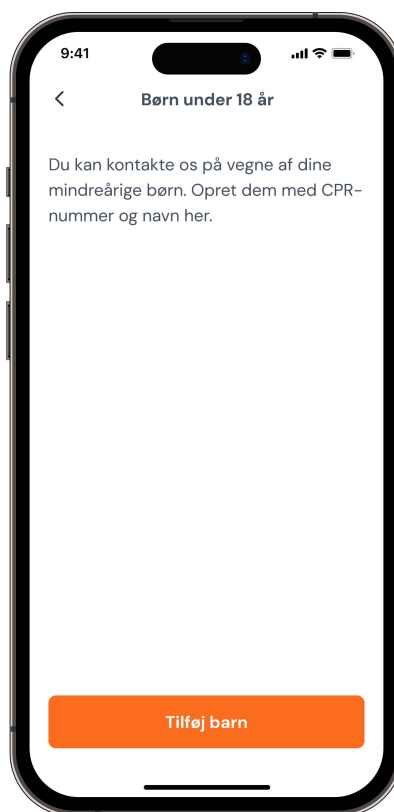 9:41
Børn under 18 år
Du kan kontakte os på vegne af dine
mindreårige børn. Opret dem med CPR-
nummer og navn her.
Tilføj barn